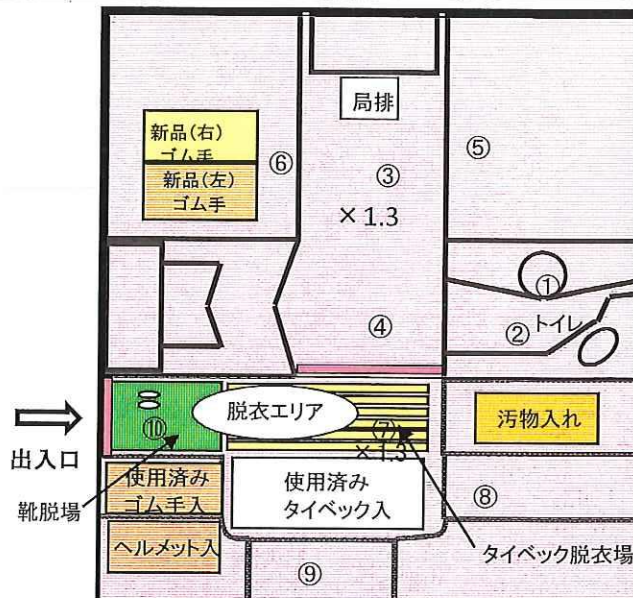 局排
新品(右)
ゴム手
⑥
新品(左)
ゴム手
③
⑤
×1.3
①
④
②
トイレ
脱衣エリア
⑩
⑦
×1.3
汚物入れ
出入口
靴脱場
使用済み
ゴム手入
使用済み
タイベック入
⑧
ヘルメット入
タイベック脱衣場
⑨